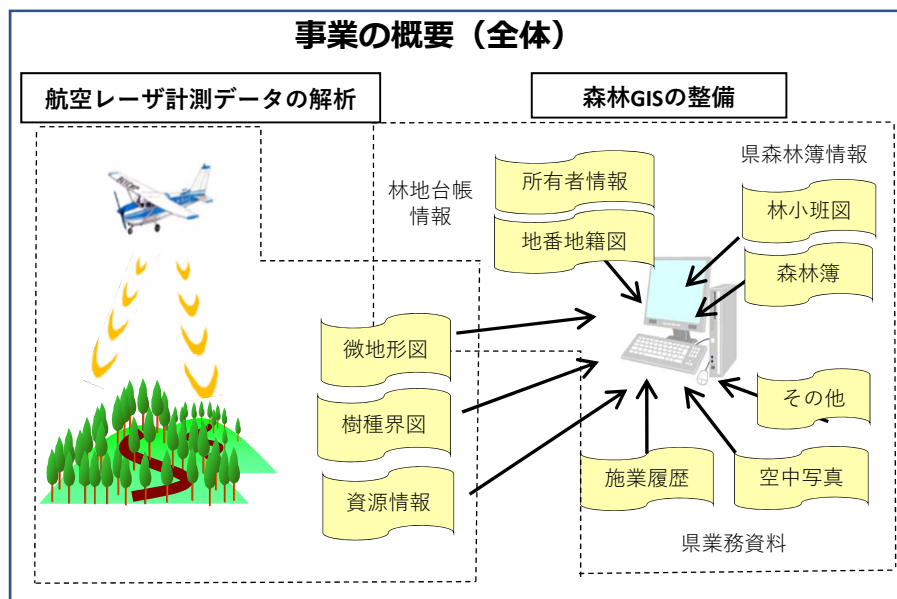 事業の概要（全体）
航空レーザ計測データの解析
森林GISの整備
県森林簿情報
林地台帳
情報
所有者情報
地番地籍図
林小班図
森林簿
微地形図
樹種界図
資源情報
その他
施業履歴
空中写真
県業務資料